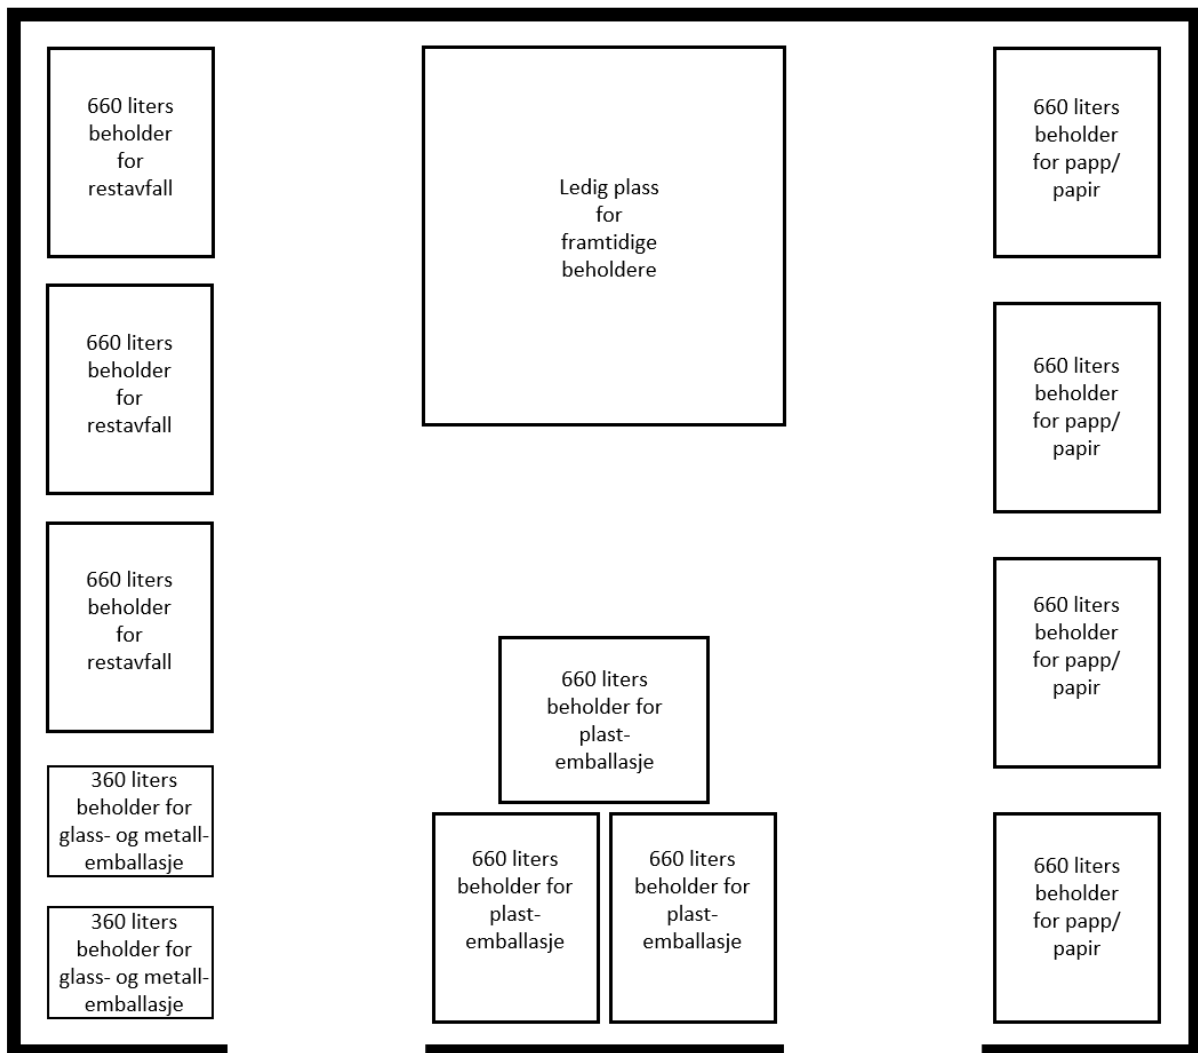 660 liters
beholder
for
restavfall
660 liters
beholder
for
restavfall
660 liters
beholder
for
restavfall
360 liters
beholder for
glass- og metall-
emballasje
360 liters
beholder for
glass- og metall-
emballasje
Ledig plass
for
framtidige
beholdere
660 liters
beholder for
plast-
emballasje
660 liters
beholder for
plast-
emballasje
660 liters
beholder for
plast-
emballasje
660 liters
beholder
for papp/
papir
660 liters
beholder
for papp/
papir
660 liters
beholder
for papp/
papir
660 liters
beholder
for papp/
papir